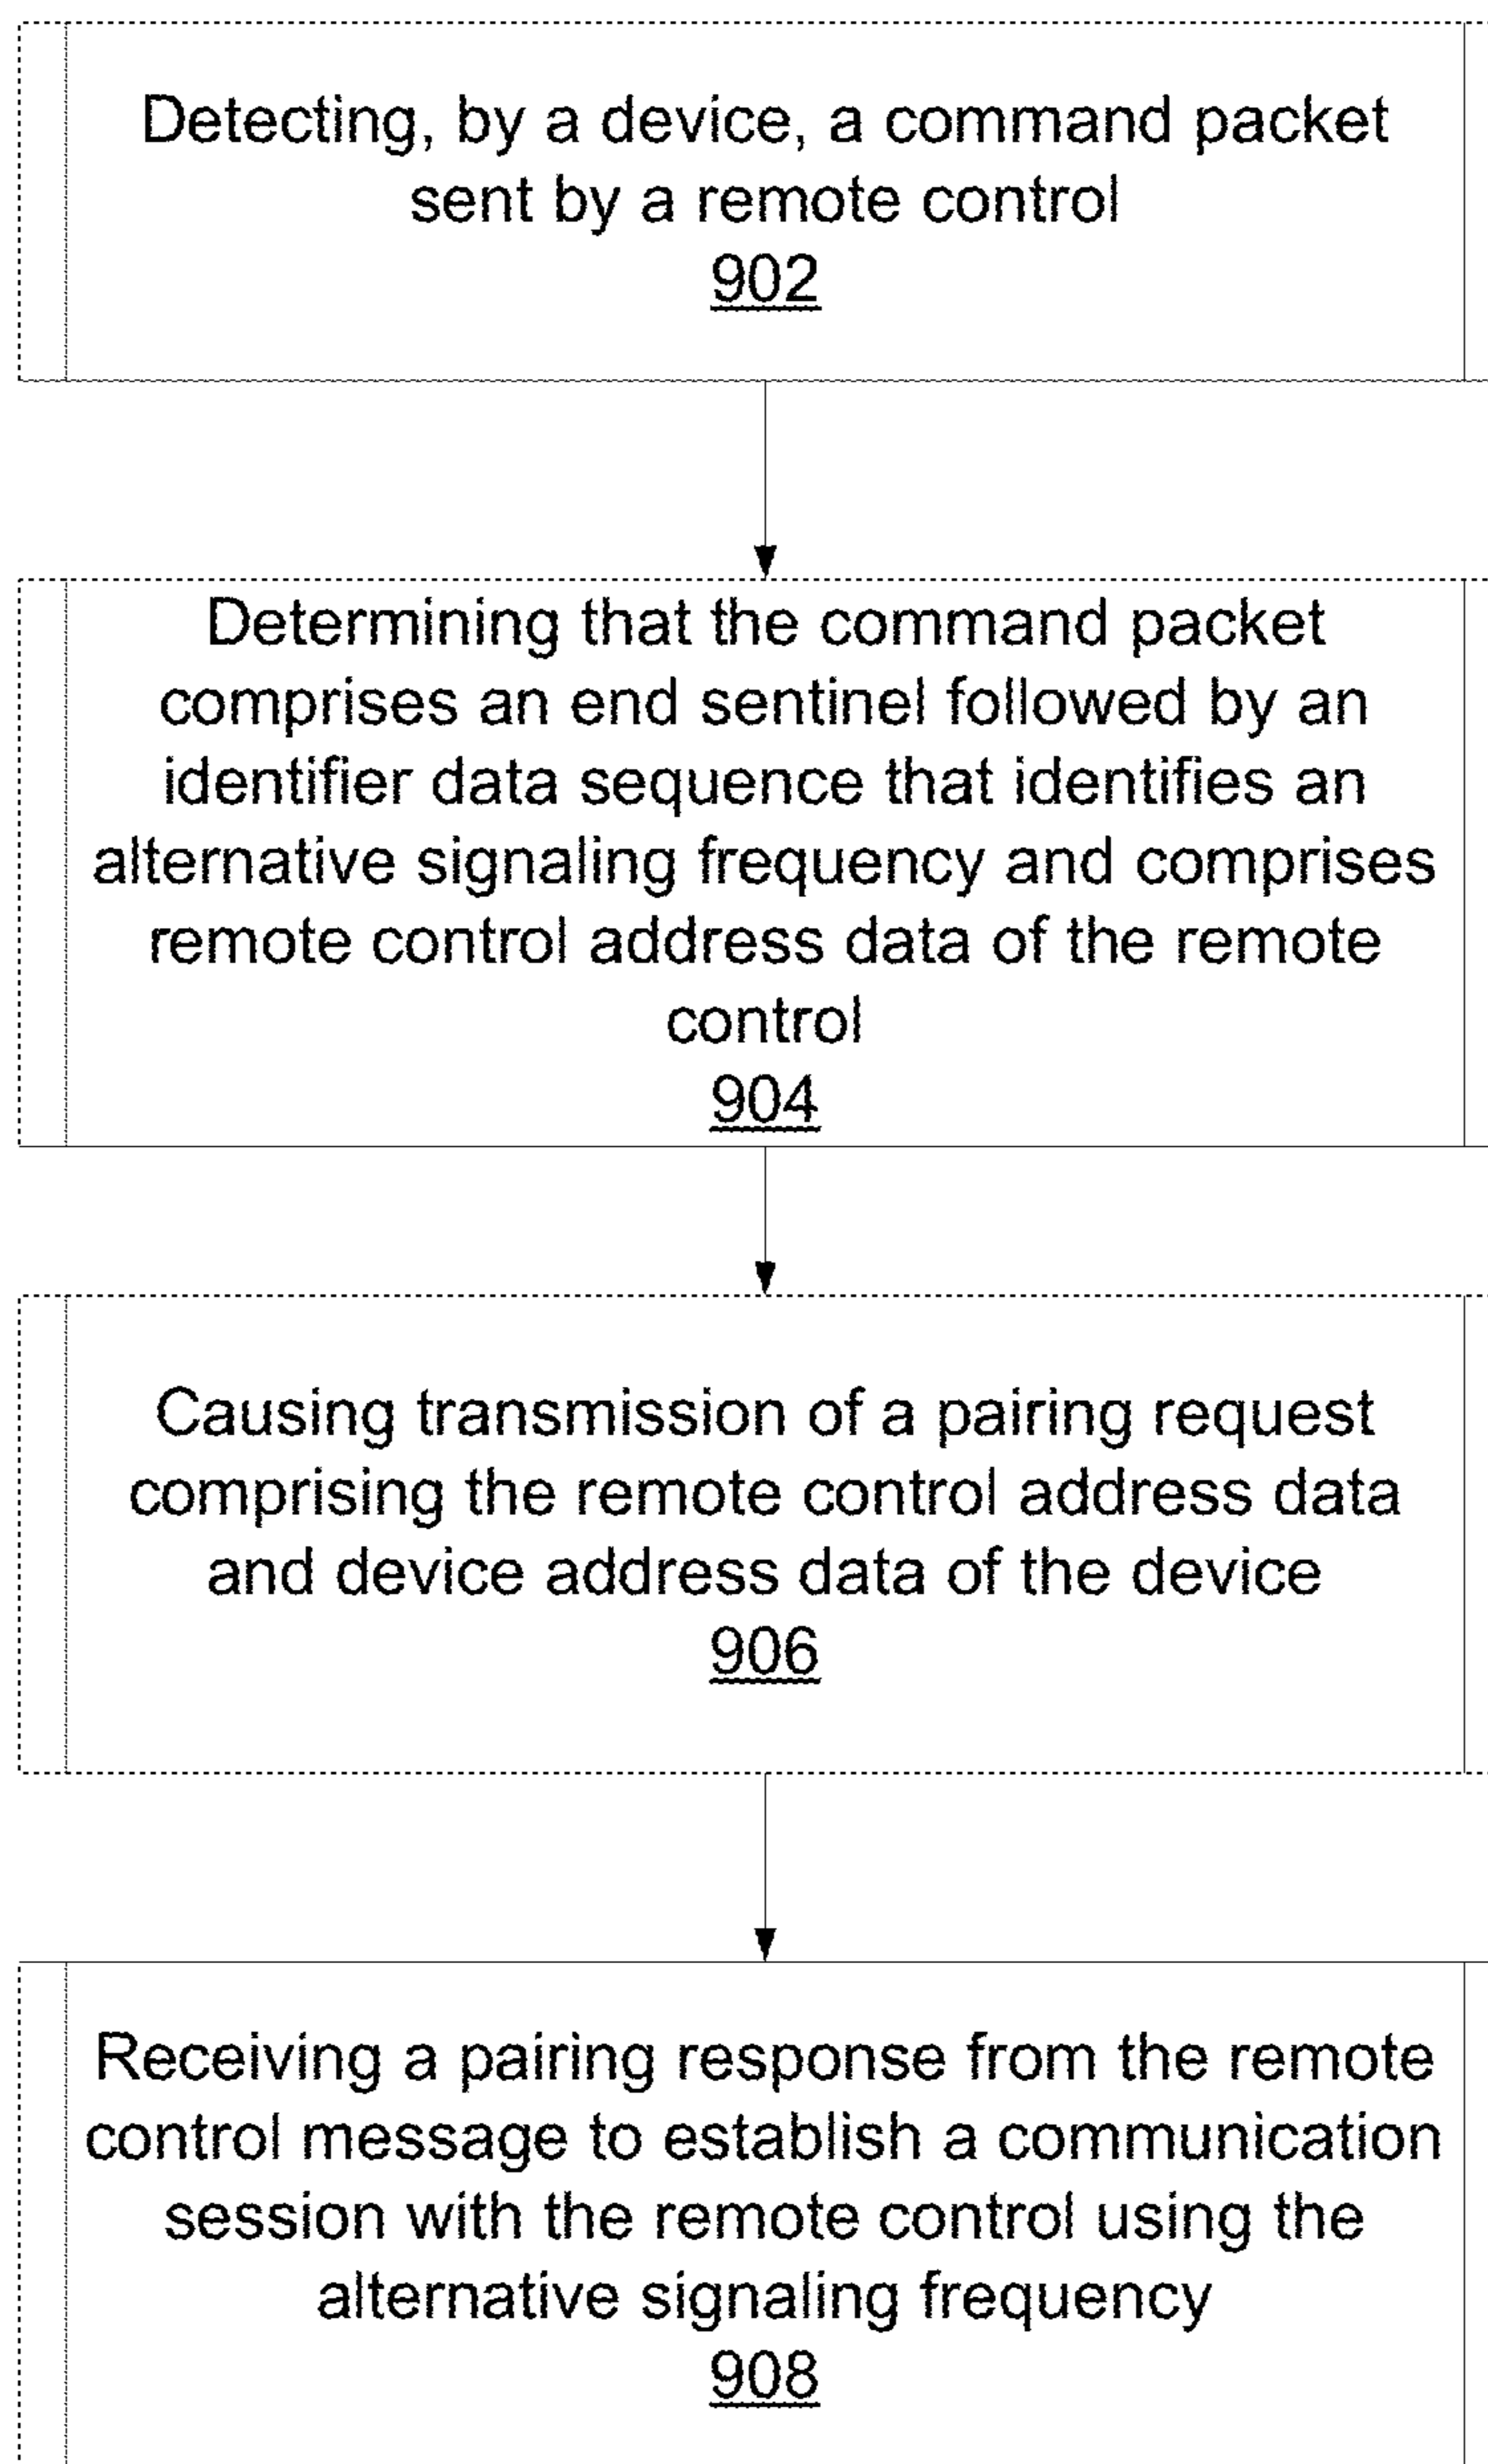 Detecting, by a device, a command packet
sent by a remote control
902
Determining that the command packet
comprises an end sentinel followed by an
identifier data sequence that identifies an
alternative signaling frequency and comprises
remote control address data of the remote
control
904
Causing transmission of a pairing request
comprising the remote control address data
and device address data of the device
906
Receiving a pairing response from the remote
control message to establish a communication
session with the remote control using the
alternative signaling frequency
908